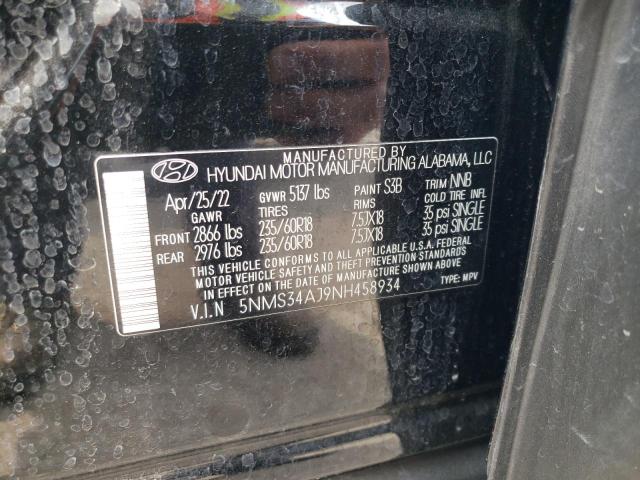 MANUFACTURED BY
HYUNDAI MOTOR MANUFACTURING ALABAMA, LLC
Apr/25/22 GVWR 5137 lbs PAINT S3B TRIM NNB
GAWR TIRES RIMS COLD TIRE INFL
FRONT 2866 lbs 235/60R18 7.5JX18 35 psi SINGLE
REAR 2976 lbs 235/60R18 7.5JX18 35 psi SINGLE
THIS VEHICLE CONFORMS TO ALL APPLICABLE U.S.A. FEDERAL
MOTOR VEHICLE SAFETY AND THEFT PREVENTION STANDARDS
IN EFFECT ON THE DATE OF MANUFACTURE SHOWN ABOVE.
V.I.N 5NMS34AJ9NH458934 TYPE: MPV